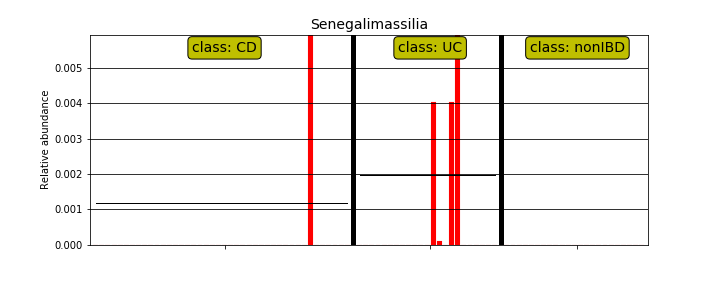 Senegalimassilia
class: CD
class: UC
class: nonIBD
Relative abundance
0.005
0.004
0.003
0.002
0.001
0.000